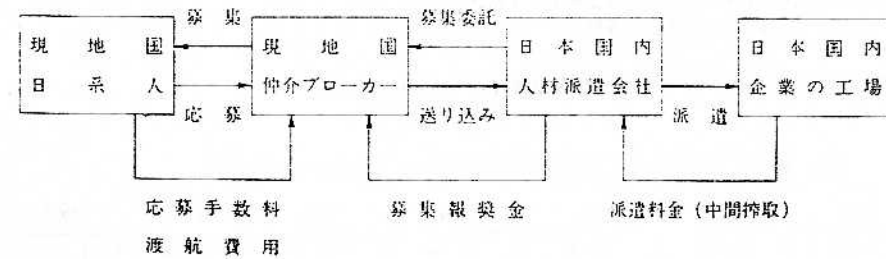 募集
募集委託
現地国
現地国
日本国内
日本国内
日系人
仲介ブローカー
人材派遣会社
企業の工場
応募
送り込み
派遣
応募手数料
募集報奨金
派遣料金(中間搾取)
渡航費用